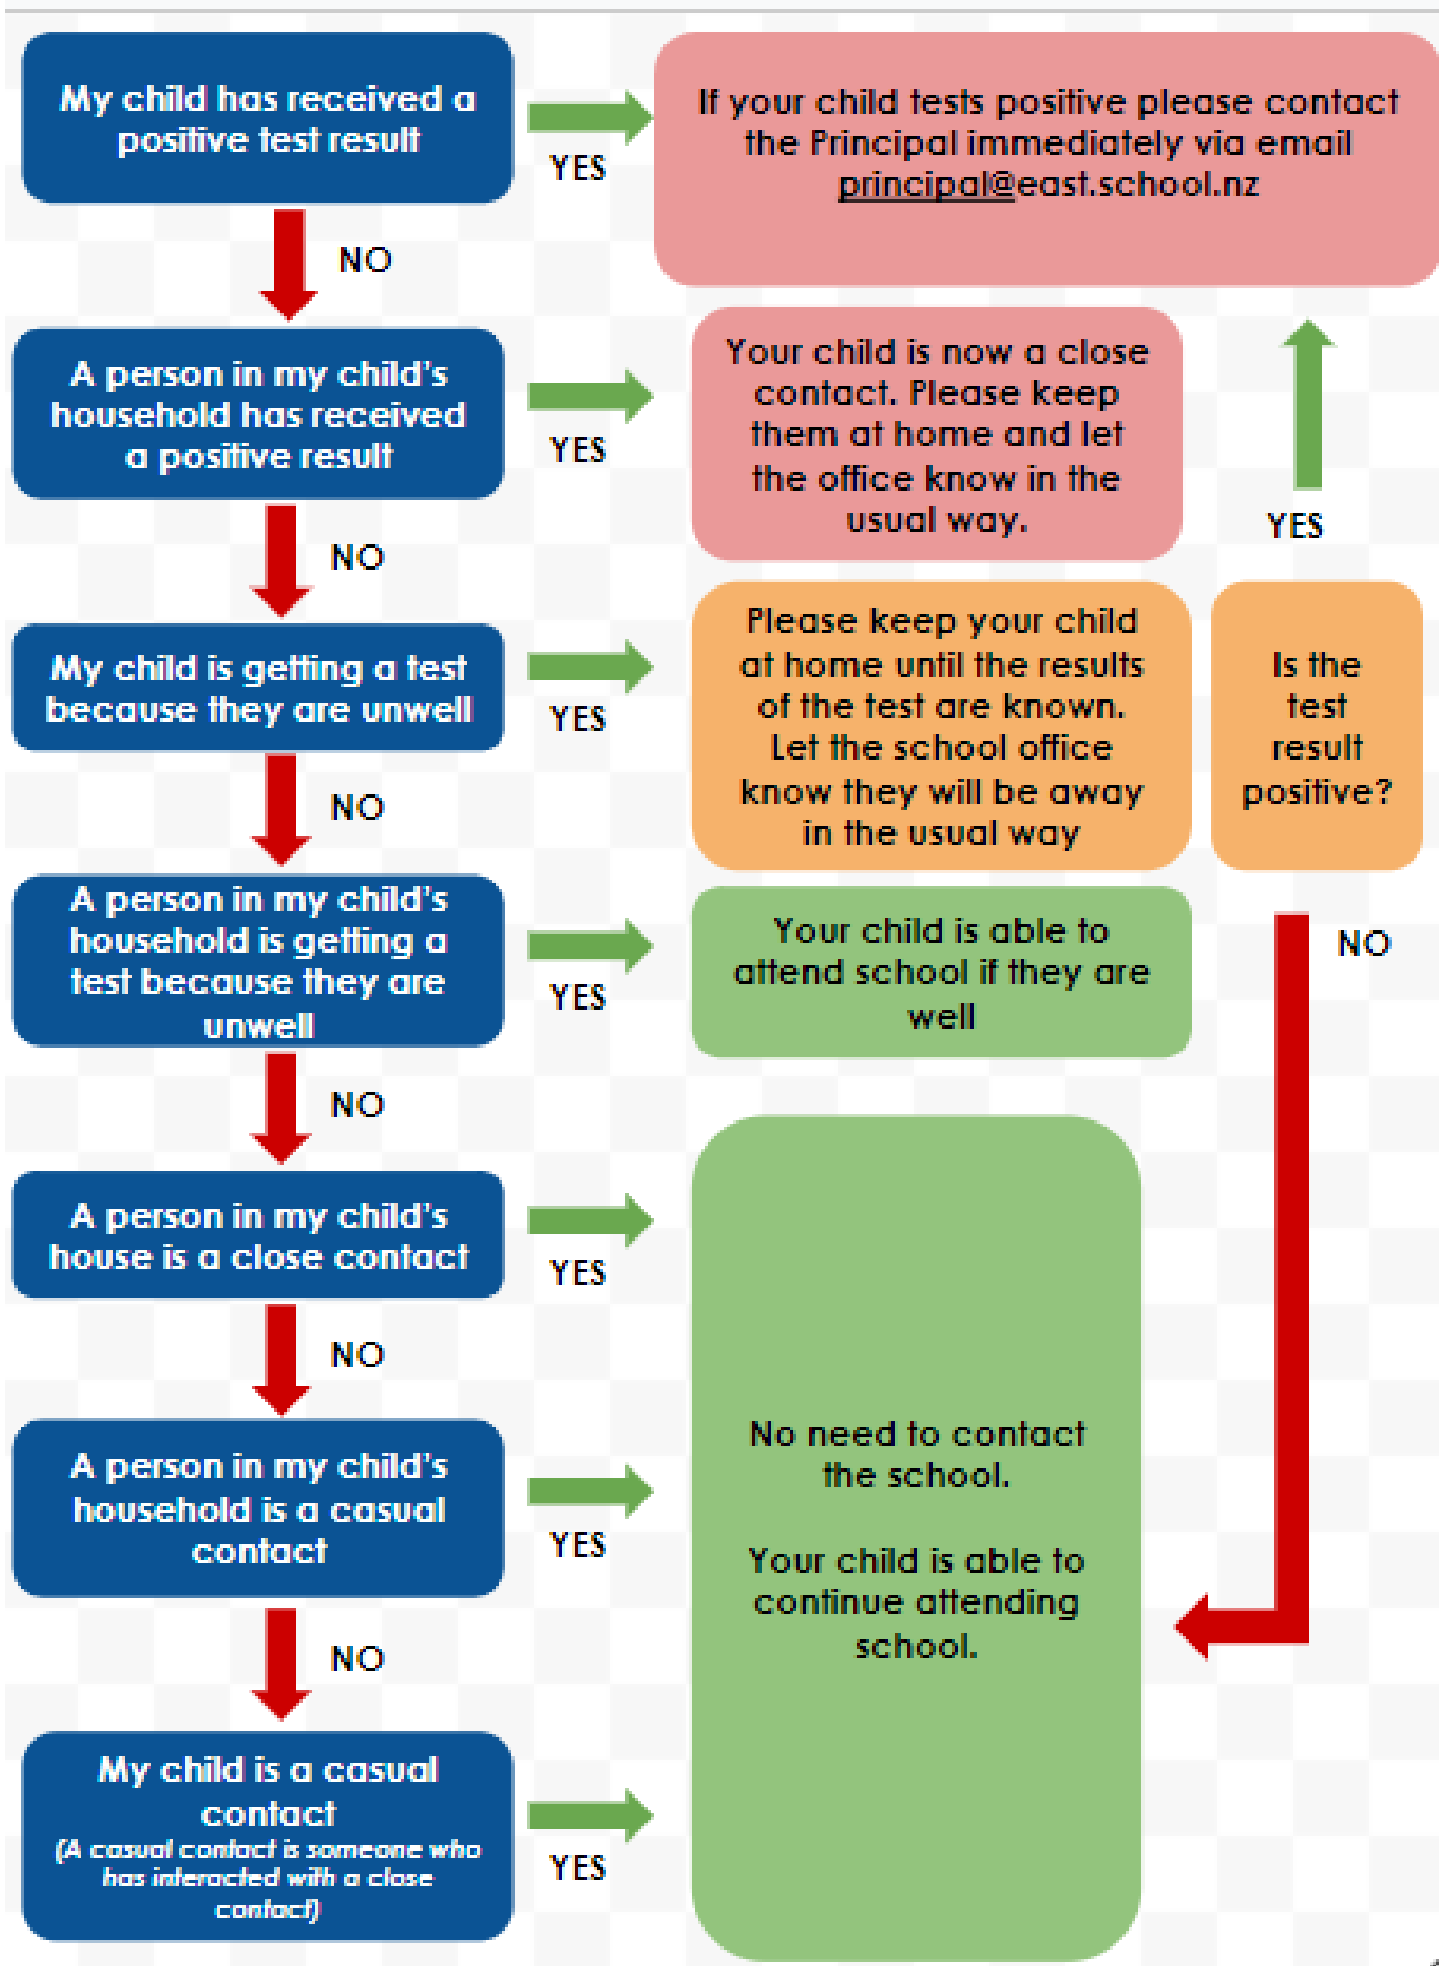 My child has received a
positive test result
YES
If your child tests positive please contact
the Principal immediately via email
principal@east.school.nz
NO
A person in my child's
household has received
a positive result
YES
Your child is now a close
contact. Please keep
them at home and let
the office know in the
usual way.
YES
NO
My child is getting a test
because they are unwell
YES
Please keep your child
at home until the results
of the test are known.
Let the school office
know they will be away
in the usual way
Is the
test
result
positive?
NO
A person in my child's
household is getting a
test because they are
unwell
YES
Your child is able to
attend school if they are
well
NO
NO
A person in my child's
house is a close contact
YES
NO
A person in my child's
household is a casual
contact
YES
No need to contact
the school.
Your child is able to
continue attending
school.
NO
My child is a casual
contact
(A casual contact is someone who
has interacted with a close
contact)
YES